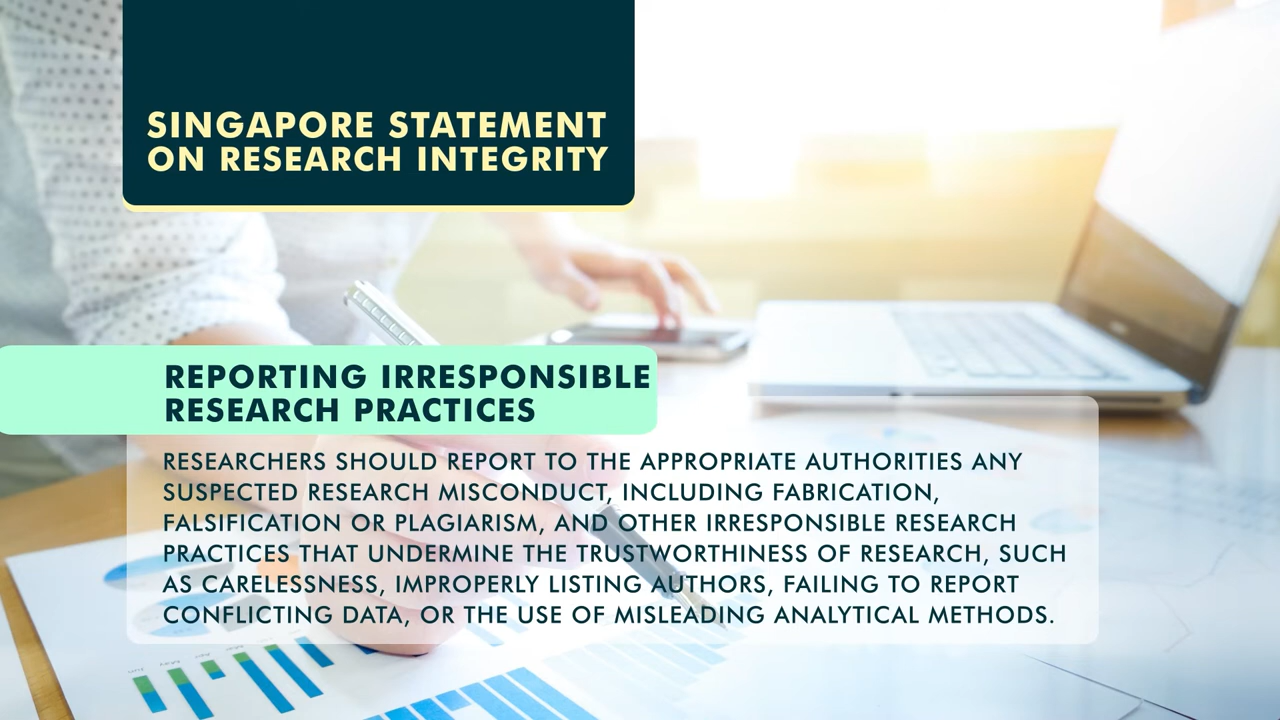 SINGAPORE STATEMENT
ON RESEARCH INTEGRITY
REPORTING IRRESPONSIBLE
RESEARCH PRACTICES
RESEARCHERS SHOULD REPORT TO THE APPROPRIATE AUTHORITIES ANY
SUSPECTED RESEARCH MISCONDUCT, INCLUDING FABRICATION,
FALSIFICATION OR PLAGIARISM, AND OTHER IRRESPONSIBLE RESEARCH
PRACTICES THAT UNDERMINE THE TRUSTWORTHINESS OF RESEARCH, SUCH
AS CARELESSNESS, IMPROPERLY LISTING AUTHORS, FAILING TO REPORT
CONFLICTING DATA, OR THE USE OF MISLEADING ANALYTICAL METHODS.